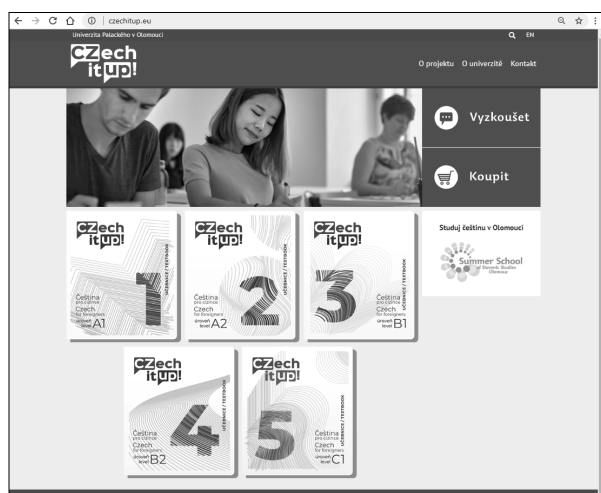 czechitup.eu
Univerzita Palackého v Olomouci
EN
CZech
it up!
O projektu O univerzitě Kontakt
Vyzkoušet
Koupit
CZech
it up!
1
UČEBNICE / TEXTBOOK
Čeština
pro cizince
Czech
for foreigners
úroveň
level A1
CZech
it up!
2
UČEBNICE / TEXTBOOK
Čeština
pro cizince
Czech
for foreigners
úroveň
level A2
CZech
it up!
3
UČEBNICE / TEXTBOOK
Čeština
pro cizince
Czech
for foreigners
úroveň
level B1
Studuj češtinu v Olomouci
Summer School
of Slavonic Studies
Olomouc
CZech
it up!
4
UČEBNICE / TEXTBOOK
Čeština
pro cizince
Czech
for foreigners
úroveň
level B2
CZech
it up!
5
UČEBNICE / TEXTBOOK
Čeština
pro cizince
Czech
for foreigners
úroveň
level C1